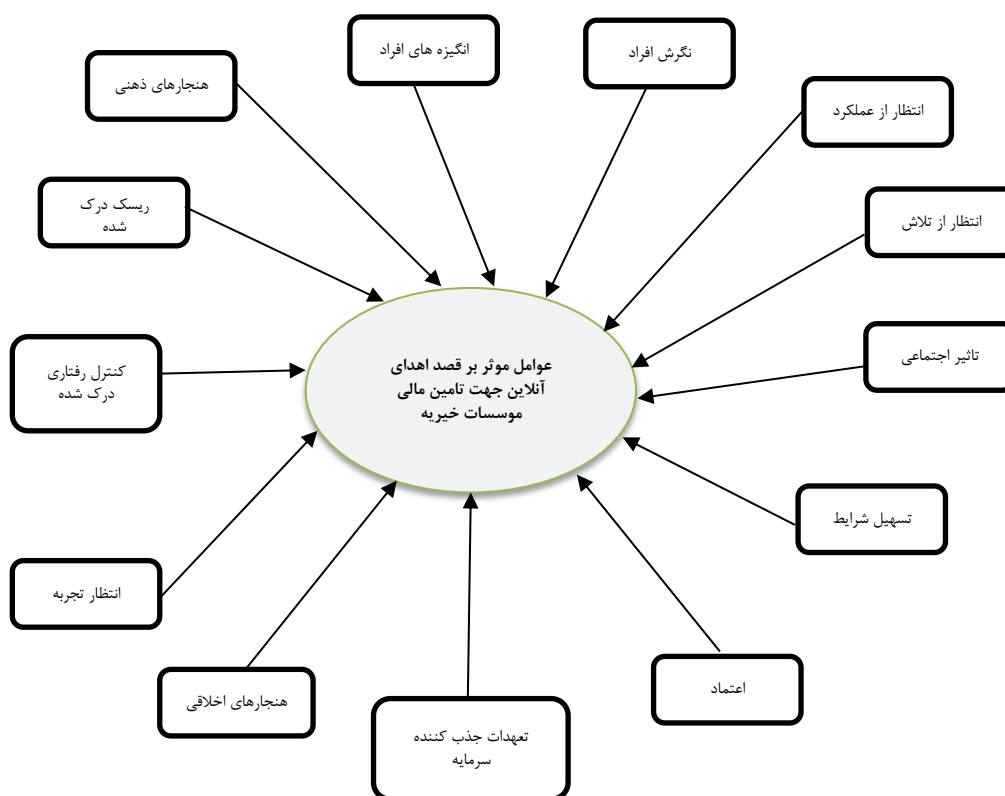 انگیزه های افراد
نگرش افراد
هنجارهای ذهنی
انتظار از عملکرد
ریسک درک
شده
انتظار از تلاش
تاثیر اجتماعی
کنترل رفتاری
درک شده
عوامل موثر بر قصد اهدای
آنلاین جهت تامین مالی
موسسات خیریه
تسهیل شرایط
انتظار تجربه
اعتماد
هنجارهای اخلاقی
تعهدات جذب کننده
سرمایه